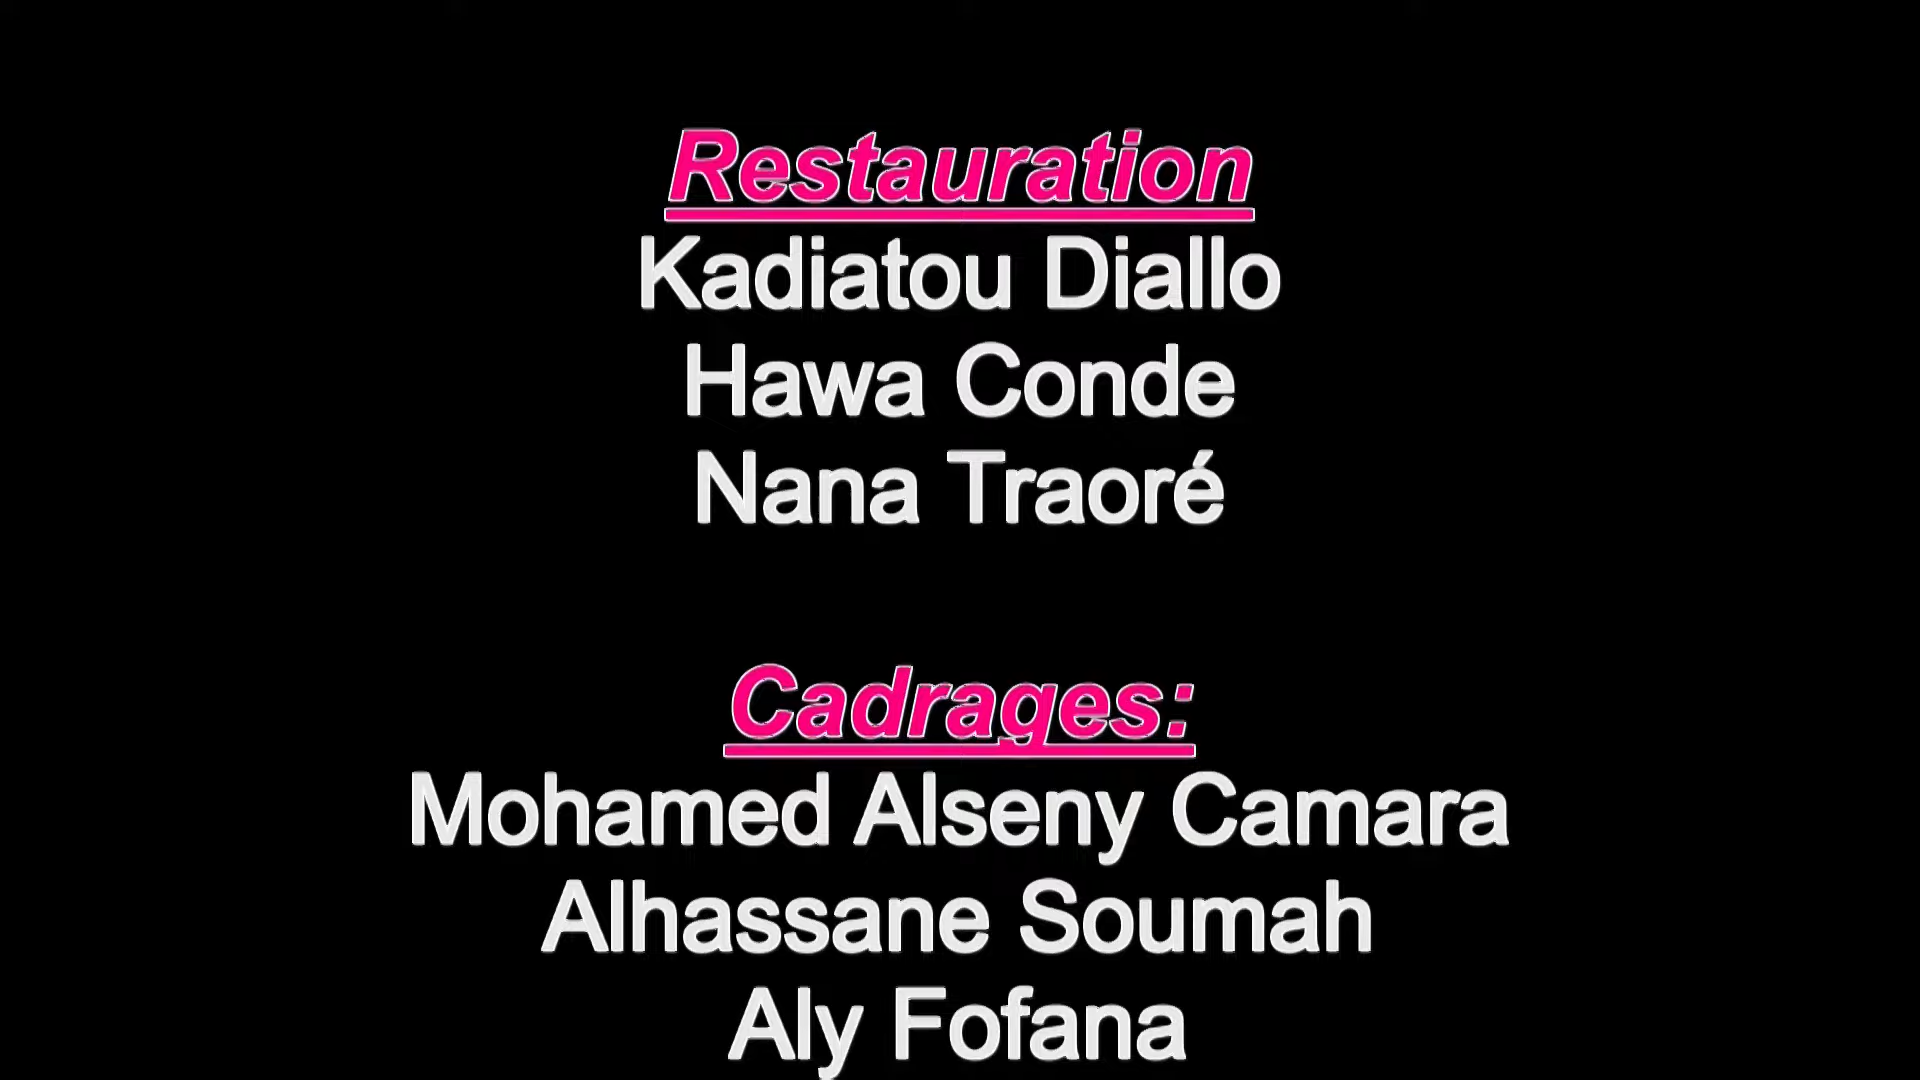 Restauration
Kadiatou Diallo
Hawa Conde
Nana Traoré
Cadrages:
Mohamed Alseny Camara
Alhassane Soumah
Aly Fofana